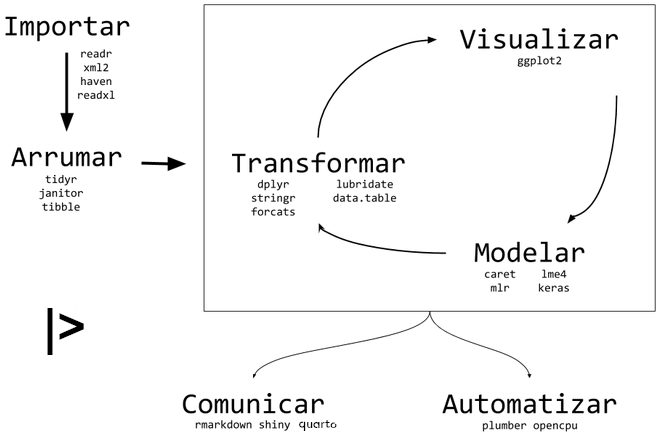 Importar
readr
xml2
haven
readxl
Arrumar
tidyr
janitor
tibble
Visualizar
ggplot2
Transformar
dplyr lubridate
stringr data.table
forcats
Modelar
caret lme4
mlr keras
|>
Comunicar
rmarkdown shiny quarto
Automatizar
plumber opencpu